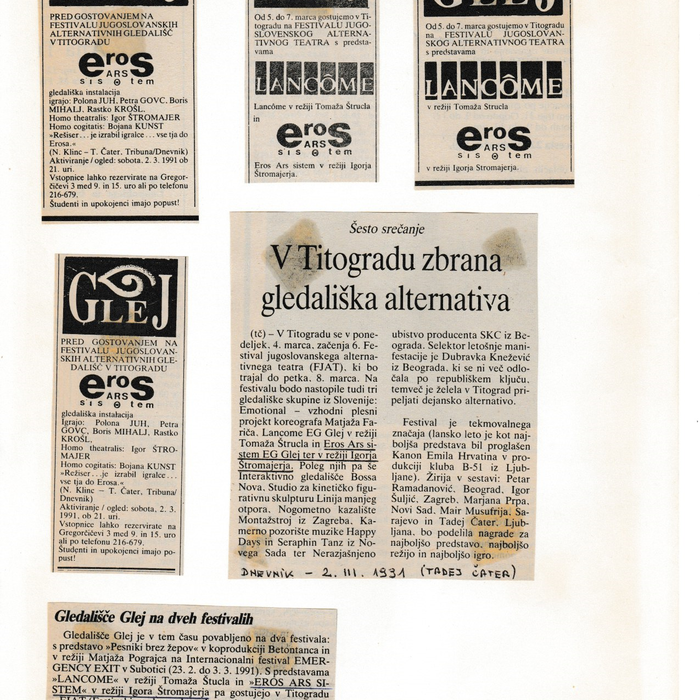 PRED GOSTOVANJEM NA
FESTIVALU JUGOSLOVANSKIH
ALTERNATIVNIH GLEDALIŠČ
V TITOGRADU
eros
ARS
sis tem
gledališka instalacija
igrajo: Polona JUH, Petra GOVC, Boris
MIHALJ, Rastko KROŠL.
Homo theatralis: Igor ŠTROMAJER
Homo cogitatis: Bojana KUNST
»Rešiser...je izrabil igralce...vse tja do
Erosa.«
(N. Klinc – T. Čater, Tribuna/Dnevnik)
Aktiviranje / ogled: sobota, 2. 3. 1991 ob
21. uri.
Vstopnice lahko rezervirate na Gregor-
čičevi 3 med 9. in 15. uro ali po telefonu
216-679.
Študenti in upokojenci imajo popust!
Od 5. do 7. marca gostujemo v Ti-
togradu na FESTIVALU JUGO-
SLOVENSKOG ALTERNA-
TIVNOG TEATRA s predsta-
vama
LANCÔME
Lancôme v režiji Tomaža Štrucla
in
eros
ARS
sis tem
Eros Ars sistem v režiji Igorja
Štromajerja.
GLEJ
Od 5. do 7. marca gostujemo v Titogradu
na FESTIVALU JUGOSLOVAN-
SKOG ALTERNATIVNOG TEATRA
s predstavama
LANCÔME
v režiji Tomaža Štrucla
eros
ARS
sis tem
v režiji Igorja Štromajerja.
GLEJ
PRED GOSTOVANJEM NA
FESTIVALU JUGOSLOVAN-
SKIH ALTERNATIVNIH GLE-
DALIŠČ V TITOGRADU
eros
ARS
sis tem
gledališka instalacija
Igrajo: Polona JUH, Petra
GOVC, Boris MIHALJ, Rastko
KROŠL.
Homo theatralis: Igor ŠTRO-
MAJER
Homo cogitatis: Bojana KUNST
»Režiser...je izrabil igralce...
vse tja do Erosa.«
(N. Klinc – T. Čater, Tribuna/
Dnevnik)
Aktiviranje / ogled: sobota, 2. 3.
1991, ob 21. uri.
Vstopnice lahko rezervirate na
Gregorčičevi 3 med 9. in 15. uro
ali po telefonu 216-679.
Študenti in upokojenci imajo po-
pust!
Šesto srečanje
V Titogradu zbrana
gledališka alternativa
(tč) – V Titogradu se v pone-
deljek, 4. marca, začenja 6. Fe-
stival jugoslovanskega alterna-
tivnega teatra (FJAT), ki bo
trajal do petka, 8. marca. Na
festivalu bodo nastopile tudi tri
gledališke skupine iz Slovenije:
Emotional – vzhodni plesni
projekt koreografa Matjaža Fa-
riča, Lancome EG Glej v režiji
Tomaža Štrucla in Eros Ars si-
stem EG Glej ter v režiji Igorja
Štromajerja. Poleg njih pa še
Interaktivno gledališče Bossa
Nova, Studio za kinetičko figu-
rativnu skulpturu Linija manjeg
otpora, Nogometno kazalište
Montažstroj iz Zagreba, Ka-
merno pozorište muzike Happy
Days in Seraphin Tanz iz No-
vega Sada ter Nerazjašnjeno
ubistvo producenta SKC iz Be-
ograda. Selektor letošnje mani-
festacije je Dubravka Knežević
iz Beograda, ki se ni več odlo-
čala po republiškem ključu,
temveč je želela v Titograd pri-
peljati dejansko alternativo.
Festival je tekmovalnega
značaja (lansko leto je kot naj-
boljša predstava bil proglašen
Kanon Emila Hrvatina v pro-
dukciji kluba B-51 iz Ljub-
ljane). Žirija v sestavi: Petar
Ramadanović, Beograd, Igor
Šuljić, Zagreb, Marjana Prpa,
Novi Sad, Mair Musufrija, Sa-
rajevo in Tadej Čater, Ljub-
ljana, bo podelila nagrade za
najboljšo predstavo, najboljšo
režijo in najboljšo igro.
DNEVNIK – 2. III. 1991 (TADEJ ČATER)
Gledališče Glej na dveh festivalih
Gledališče Glej je v tem času povabljeno na dva festivala:
s predstavo »Pesniki brez žepov« v koprodukciji Betontanca in
v režiji Matjaža Pograjca na Internacionalni festival EMER-
GENCY EXIT v Subotici (23. 2. do 3. 3. 1991). S predstavama
»LANCOME« v režiji Tomaža Štucla in »EROS ARS SI-
STEM« v režiji Igora Štromajerja pa gostujejo v Titogradu